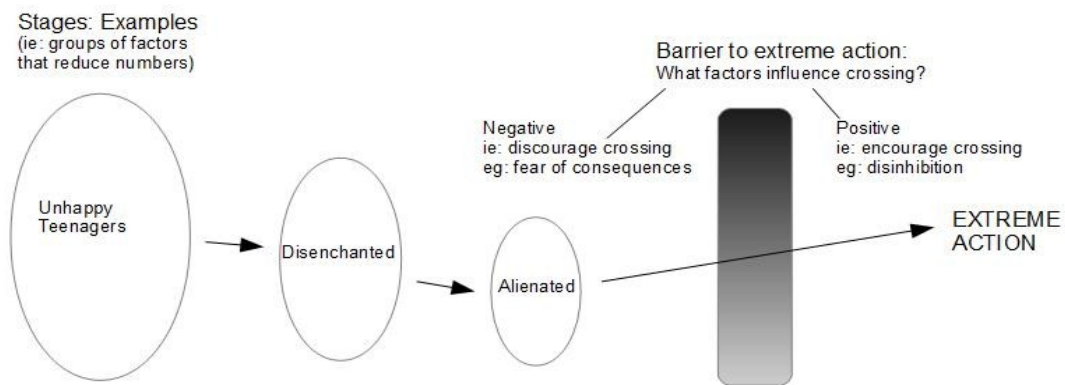 Stages: Examples
(ie: groups of factors
that reduce numbers)
Barrier to extreme action:
What factors influence crossing?
Negative
ie: discourage crossing
eg: fear of consequences
Positive
ie: encourage crossing
eg: disinhibition
Unhappy
Teenagers
Disenchanted
Alienated
EXTREME
ACTION